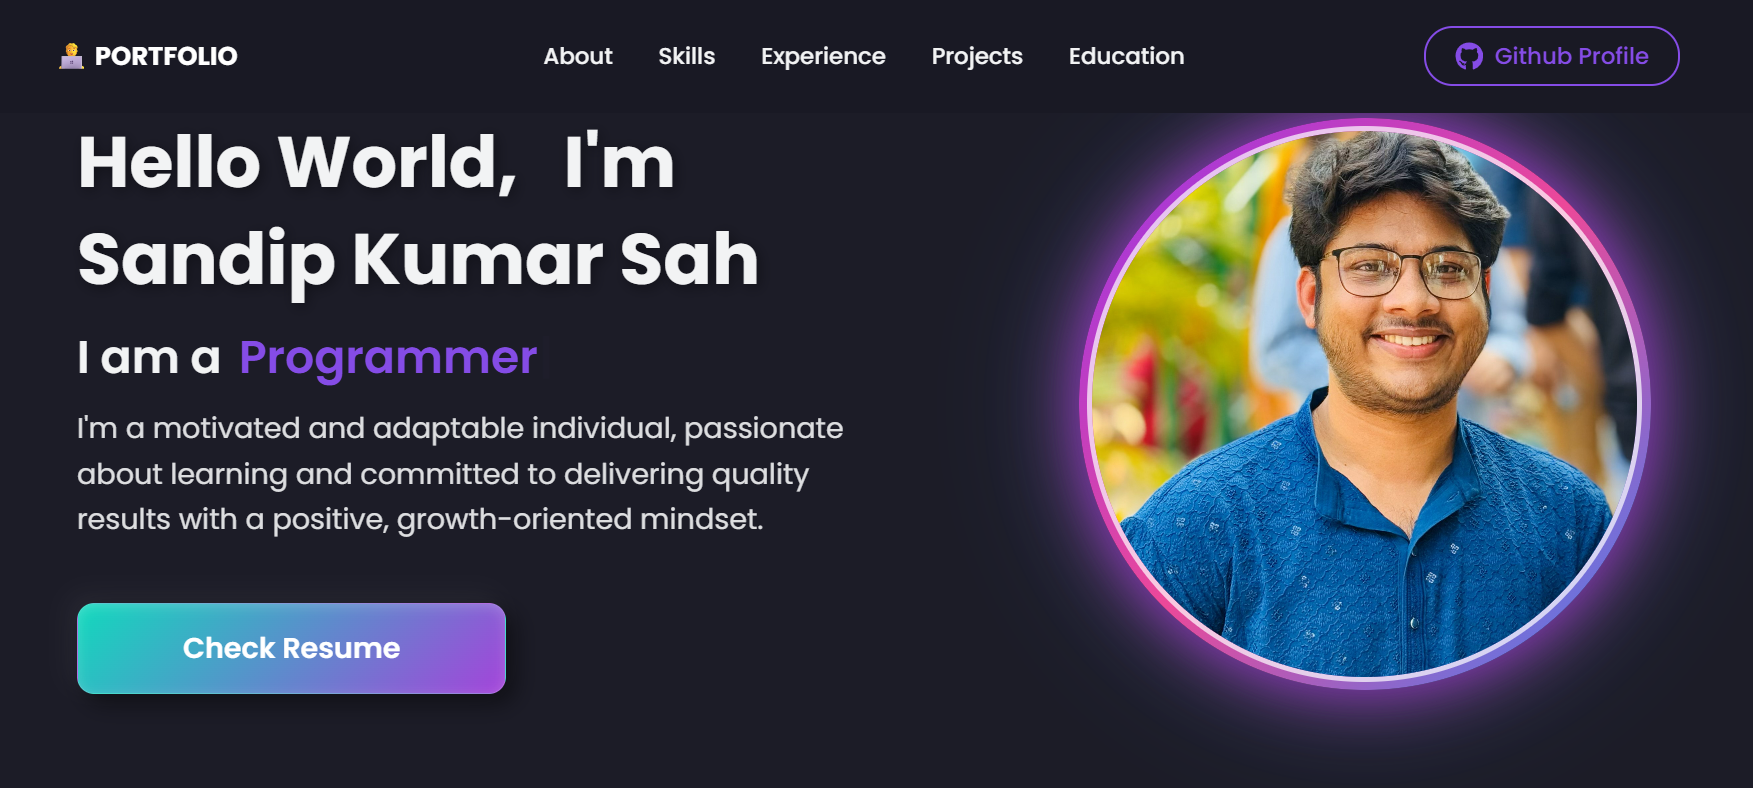 PORTFOLIO
About Skills Experience Projects Education
Github Profile
Hello World, I'm
Sandip Kumar Sah
I am a Programmer
I'm a motivated and adaptable individual, passionate
about learning and committed to delivering quality
results with a positive, growth-oriented mindset.
Check Resume